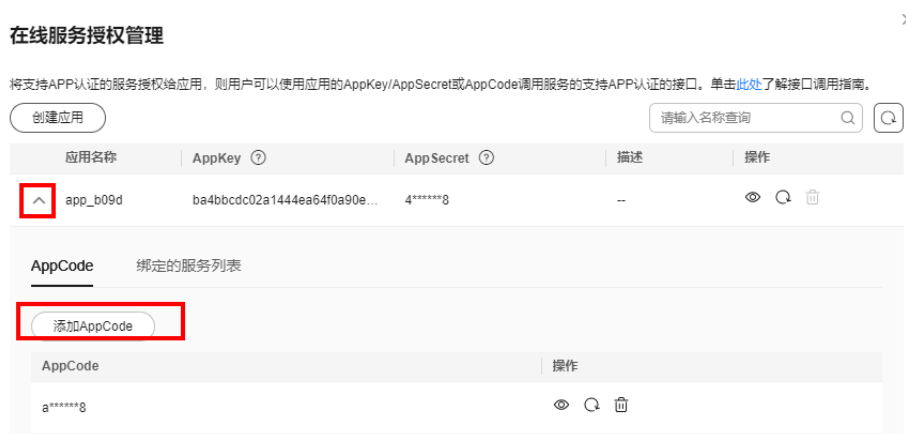 在线服务授权管理
将支持APP认证的服务授权给应用，则用户可以使用应用的AppKey/AppSecret或AppCode调用服务的支持APP认证的接口。单击此处了解接口调用指南。
创建应用 请输入名称查询
应用名称 AppKey AppSecret 描述 操作
app_b09d ba4bbcdc02a1444ea64f0a90e... 4******8 --
AppCode 绑定的服务列表
添加AppCode
AppCode 操作
a******8